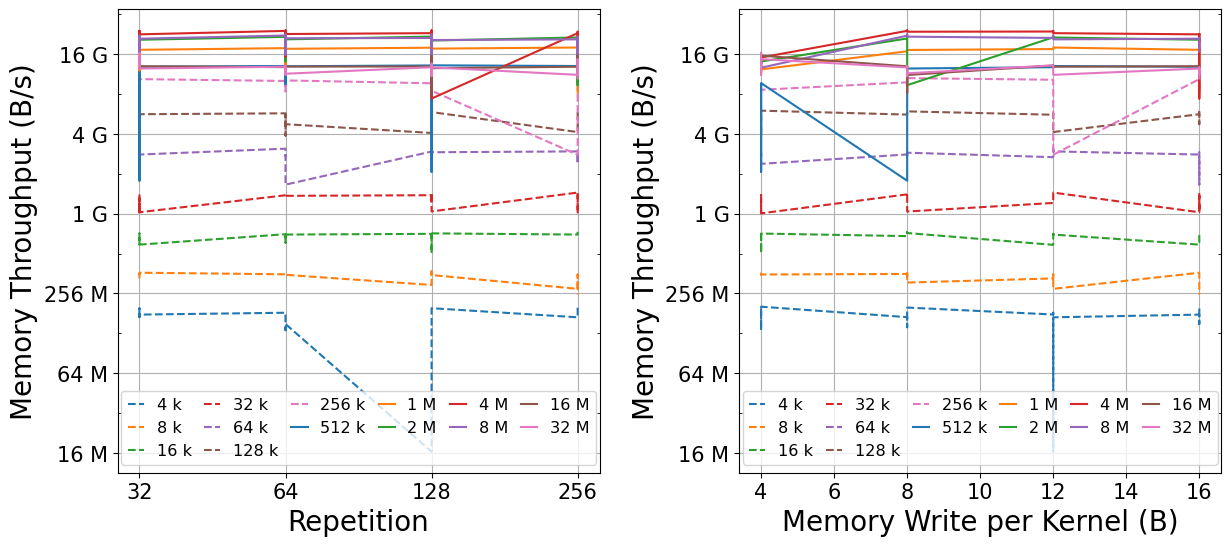 Memory Throughput (B/s)
16 G
4 G
1 G
256 M
64 M
16 M
4 k 32 k 256 k 1 M 4 M 16 M
8 k 64 k 512 k 2 M 8 M 32 M
16 k 128 k
32 64 128 256
Repetition
Memory Throughput (B/s)
16 G
4 G
1 G
256 M
64 M
16 M
4 k 32 k 256 k 1 M 4 M 16 M
8 k 64 k 512 k 2 M 8 M 32 M
16 k 128 k
4 6 8 10 12 14 16
Memory Write per Kernel (B)